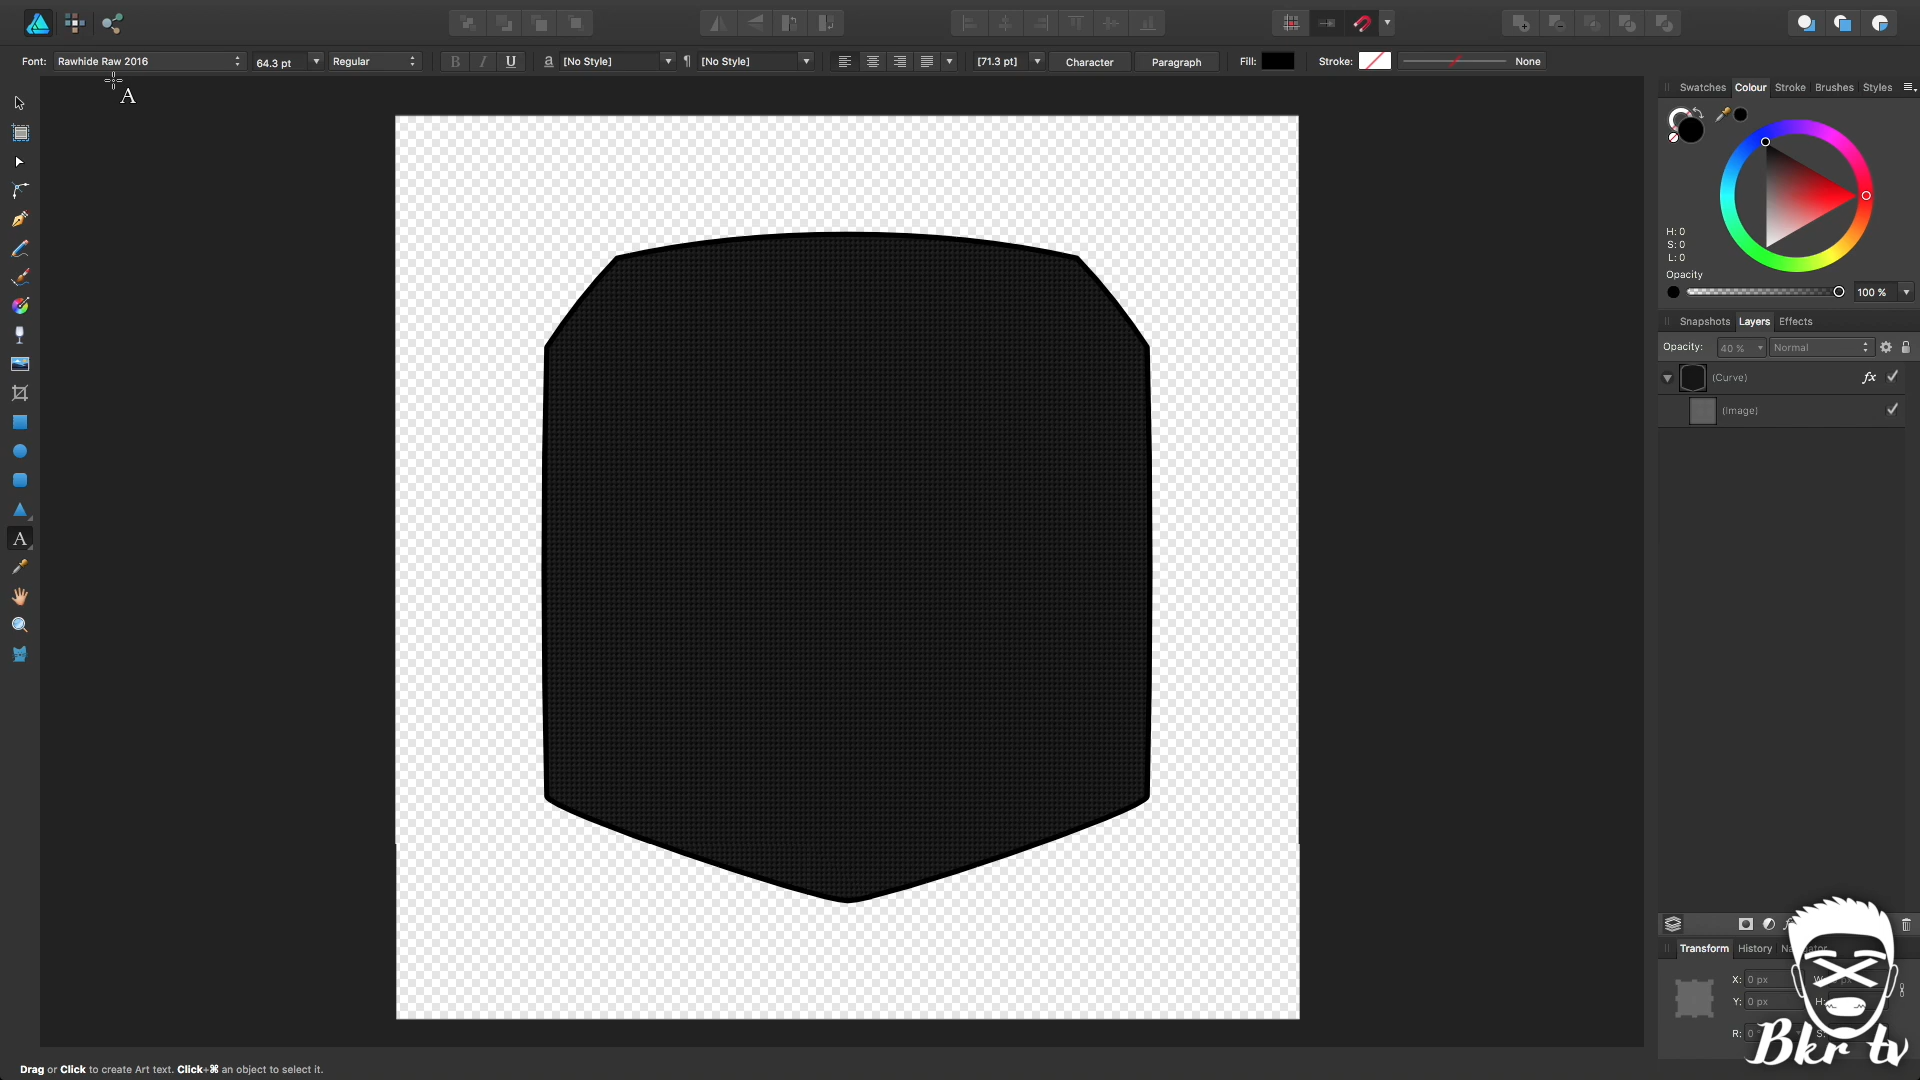 Font: Rawhide Raw 2016 64.3 pt Regular B I U a [No Style] ¶ [No Style] [71.3 pt] Character Paragraph Fill: Stroke: None
A
Swatches Colour Stroke Brushes Styles
H: 0
S: 0
L: 0
Opacity
100 %
Snapshots Layers Effects
Opacity: 40 % Normal
(Curve) fx
(Image)
A
Transform History
X: 0 px
Y: 0 px H:
R: 0 S:
Bkr tv
Drag or Click to create Art text. Click+⌘ an object to select it.